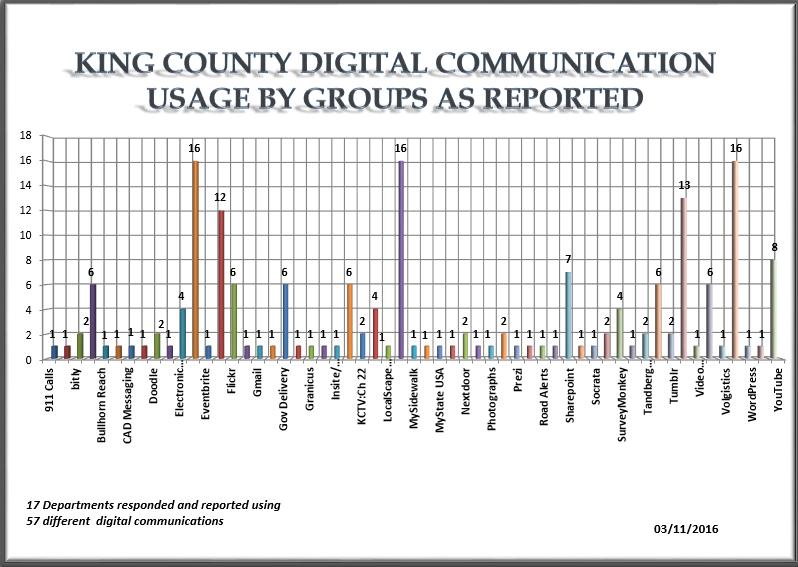 KING COUNTY DIGITAL COMMUNICATION
USAGE BY GROUPS AS REPORTED
18
16
14
12
10
8
6
4
2
0
1 1 2 6 1 1 1 1 2 1 4 16 1 12 6 1 1 1 6 1 1 1 1 6 2 4 1 16 1 1 1 1 2 1 1 2 1 1 1 1 7 1 1 2 4 1 2 6 2 13 1 6 1 16 1 1 8
911 Calls
bitly
Bullhorn Reach
CAD Messaging
Doodle
Electronic...
Eventbrite
Flickr
Gmail
Gov Delivery
Granicus
Insite/...
KCTV:Ch 22
LocalScape...
MySidewalk
MyState USA
Nextdoor
Photographs
Prezi
Road Alerts
Sharepoint
Socrata
SurveyMonkey
Tandberg...
Tumblr
Video...
Volgistics
WordPress
YouTube
17 Departments responded and reported using
57 different digital communications
03/11/2016